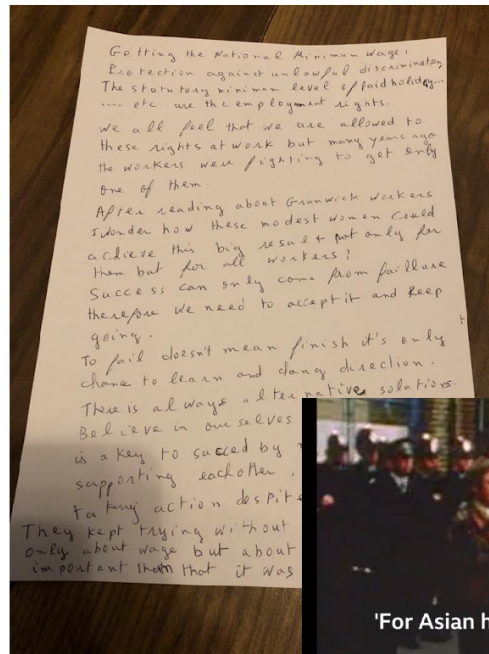 Getting the National Minimum Wage,
Protection against unlawful discrimination
The statutory minimum level of paid holiday...
.... etc are the employment rights.
We all feel that we are allowed to
these rights at work but many years ago
the workers were fighting to get only
one of them.
After reading about Grunwick workers
I wonder how these modest women could
achieve this big result not only for
them but for all workers!
Success can only come from faillure
therefore we need to accept it and keep
going.
To fail doesn't mean finish it's only
chance to learn and direction.
There is always alternative solutions.
Believe in ourselves
is a key to succed by
supporting eachother,
taking action despite
They kept trying without
only about wage but about
important them that it was
'For Asian h